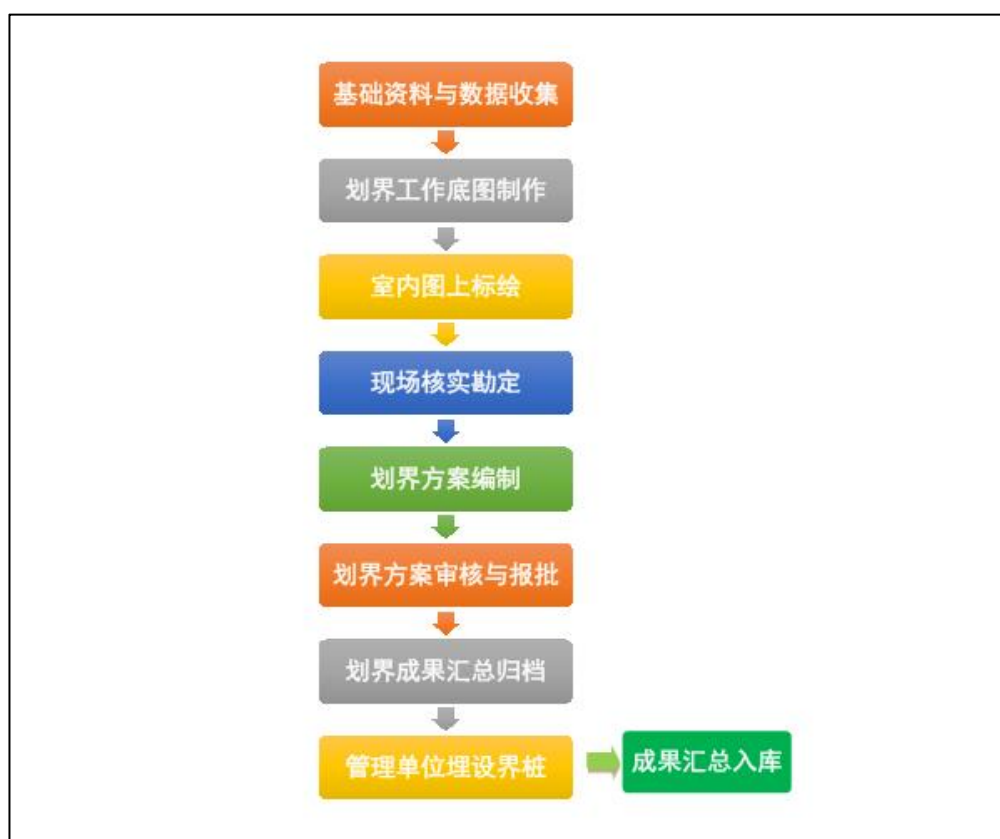 基础资料与数据收集
划界工作底图制作
室内图上标绘
现场核实勘定
划界方案编制
划界方案审核与报批
划界成果汇总归档
管理单位埋设界桩
成果汇总入库